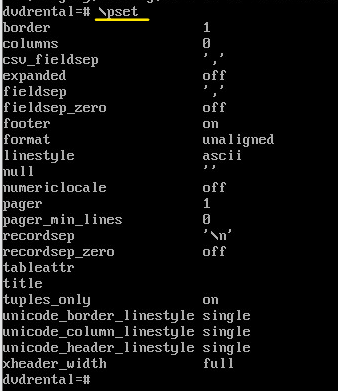 dvdrental=# \pset
border 1
columns 0
csv_fieldsep ','
expanded off
fieldsep ','
fieldsep_zero off
footer on
format unaligned
linestyle ascii
null ''
numericlocale off
pager 1
pager_min_lines 0
recordsep '\n'
recordsep_zero off
tableattr
title
tuples_only on
unicode_border_linestyle single
unicode_column_linestyle single
unicode_header_linestyle single
xheader_width full
dvdrental=#